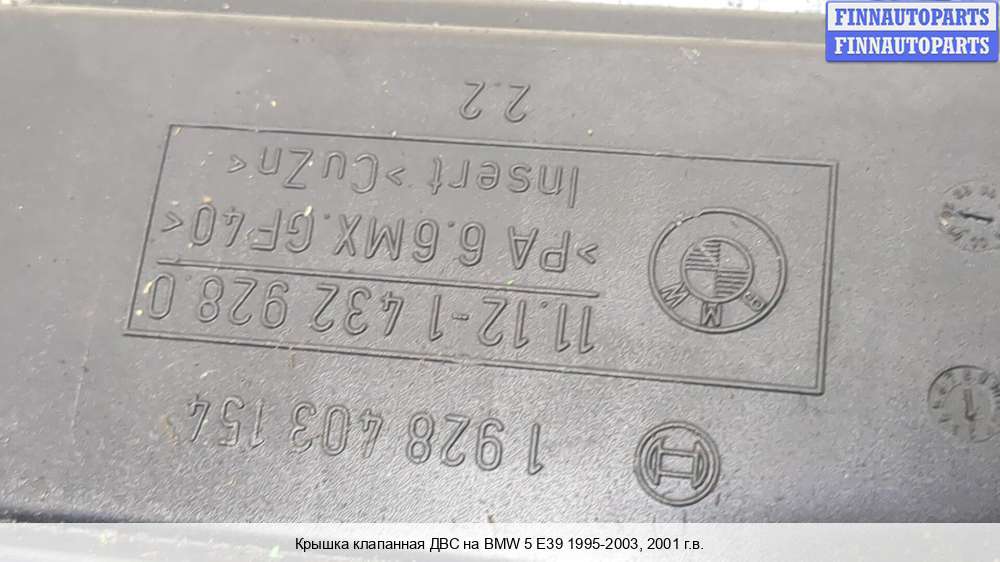 FINNAUTOPARTS
FINNAUTOPARTS
1 928 403 154
BMW
11.12-1 432 928.0
>PA 6.6MX.GF40<
Insert >CuZn<
2.2
Крышка клапанная ДВС на BMW 5 E39 1995-2003, 2001 г.в.